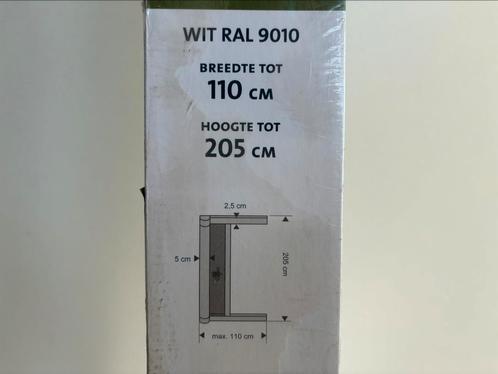 WIT RAL 9010
BREEDTE TOT
110 CM
HOOGTE TOT
205 CM
2,5 cm
5 cm
205 cm
max. 110 cm